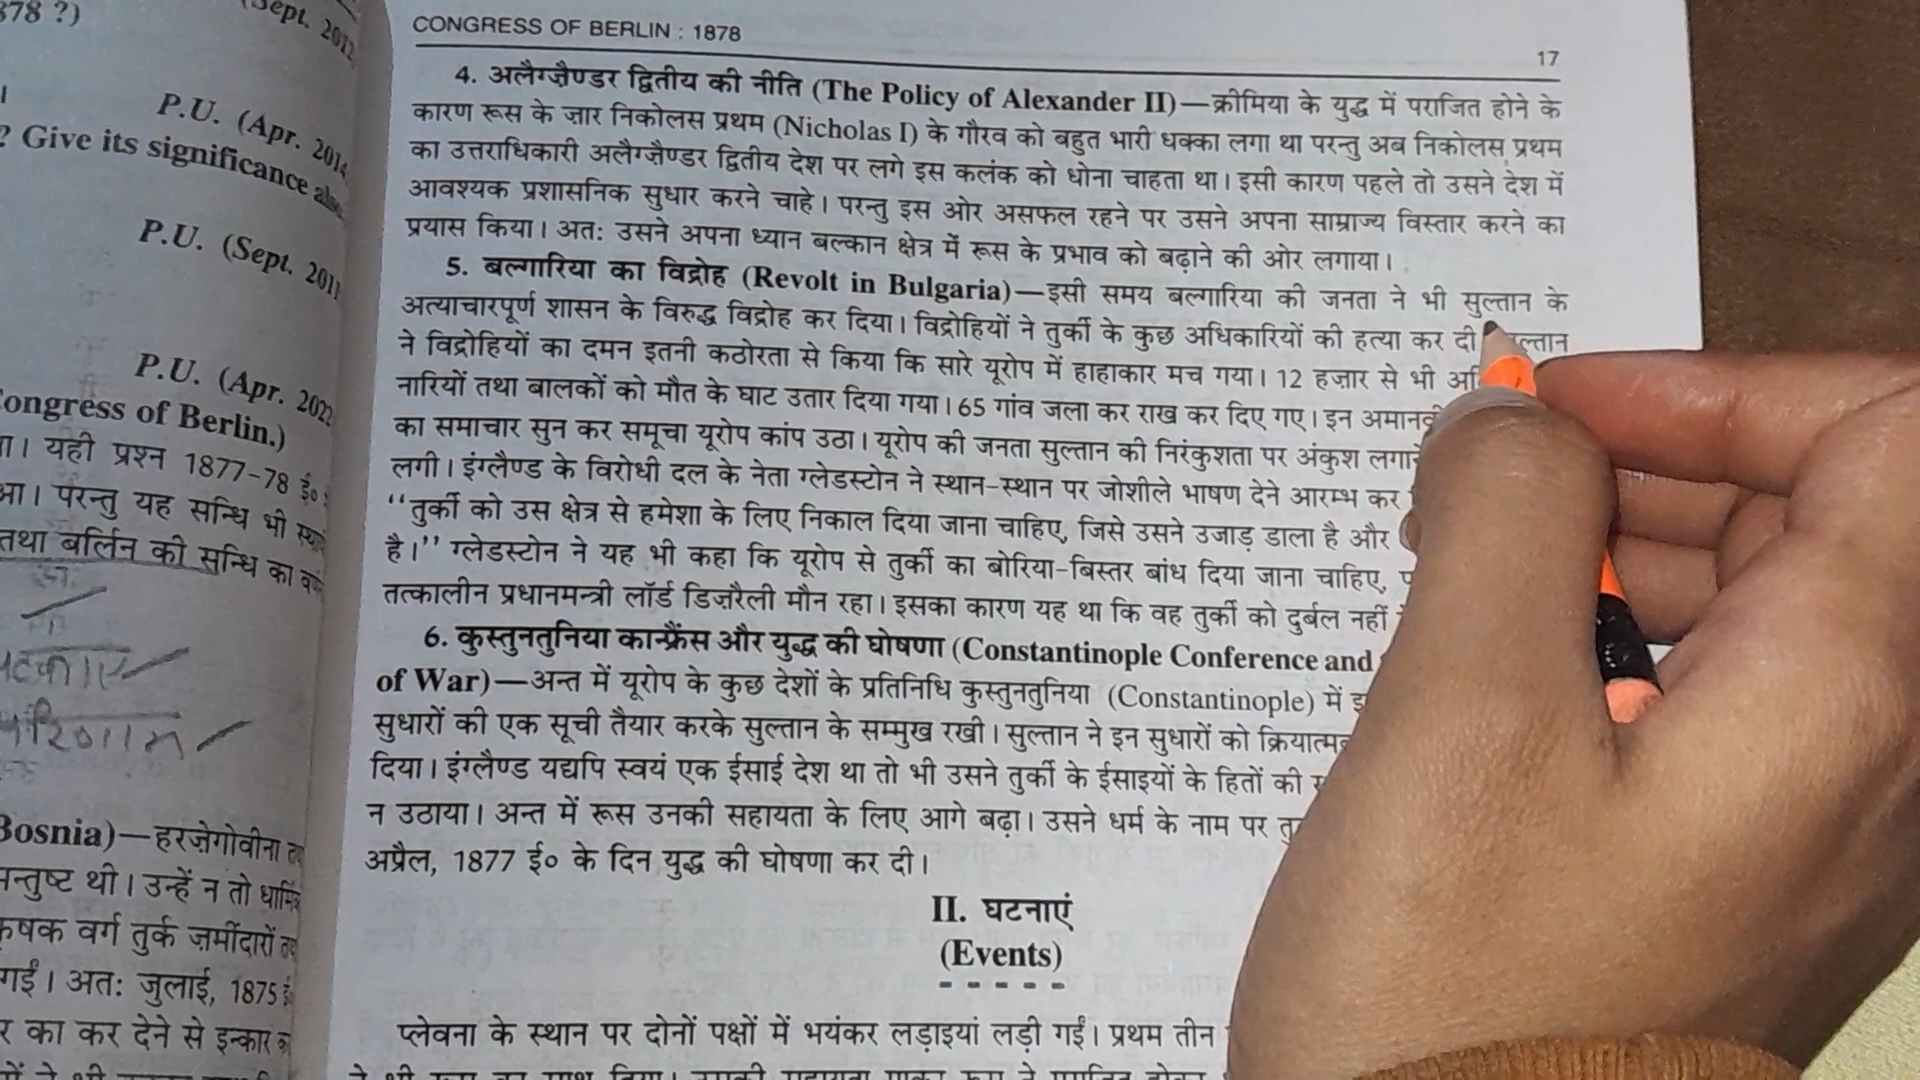 378 ?)
(Sept. 2012
P.U. (Apr. 2014
? Give its significance also
P.U. (Sept. 2011
P.U. (Apr. 2022
Congress of Berlin.)
यही प्रश्न 1877-78 ई०
परन्तु यह सन्धि भी
तथा बर्लिन की सन्धि का
Bosnia)—हरज़ेगोवीना
उन्हें न तो
वर्ग तुर्क ज़मींदारों
गईं। अतः जुलाई, 1875
का कर देने से इन्कार
CONGRESS OF BERLIN : 1878
17
4. अलैग्ज़ैण्डर द्वितीय की नीति (The Policy of Alexander II)—क्रीमिया के युद्ध में पराजित होने के
कारण रूस के ज़ार निकोलस प्रथम (Nicholas I) के गौरव को बहुत भारी धक्का लगा था परन्तु अब निकोलस प्रथम
का उत्तराधिकारी अलैग्ज़ैण्डर द्वितीय देश पर लगे इस कलंक को धोना चाहता था। इसी कारण पहले तो उसने देश में
आवश्यक प्रशासनिक सुधार करने चाहे। परन्तु इस ओर असफल रहने पर उसने अपना साम्राज्य विस्तार करने का
प्रयास किया। अतः उसने अपना ध्यान बल्कान क्षेत्र में रूस के प्रभाव को बढ़ाने की ओर लगाया।
5. बल्गारिया का विद्रोह (Revolt in Bulgaria)—इसी समय बल्गारिया की जनता ने भी सुल्तान के
अत्याचारपूर्ण शासन के विरुद्ध विद्रोह कर दिया। विद्रोहियों ने तुर्की के कुछ अधिकारियों की हत्या कर दी
ने विद्रोहियों का दमन इतनी कठोरता से किया कि सारे यूरोप में हाहाकार मच गया। 12 हज़ार से भी
नारियों तथा बालकों को मौत के घाट उतार दिया गया। 65 गांव जला कर राख कर दिए गए। इन
का समाचार सुन कर समूचा यूरोप कांप उठा। यूरोप की जनता सुल्तान की निरंकुशता पर अंकुश
लगी। इंग्लैण्ड के विरोधी दल के नेता ग्लेडस्टोन ने स्थान-स्थान पर जोशीले भाषण देने आरम्भ कर
‘‘तुर्की को उस क्षेत्र से हमेशा के लिए निकाल दिया जाना चाहिए, जिसे उसने उजाड़ डाला है और
है।’’ ग्लेडस्टोन ने यह भी कहा कि यूरोप से तुर्की का बोरिया-बिस्तर बांध दिया जाना चाहिए,
तत्कालीन प्रधानमन्त्री लॉर्ड डिज़रैली मौन रहा। इसका कारण यह था कि वह तुर्की को दुर्बल नहीं
6. कुस्तुनतुनिया कान्फ्रैंस और युद्ध की घोषणा (Constantinople Conference and
of War)—अन्त में यूरोप के कुछ देशों के प्रतिनिधि कुस्तुनतुनिया (Constantinople) में
सुधारों की एक सूची तैयार करके सुल्तान के सम्मुख रखी। सुल्तान ने इन सुधारों को
दिया। इंग्लैण्ड यद्यपि स्वयं एक ईसाई देश था तो भी उसने तुर्की के ईसाइयों के हितों की
न उठाया। अन्त में रूस उनकी सहायता के लिए आगे बढ़ा। उसने धर्म के नाम पर
अप्रैल, 1877 ई० के दिन युद्ध की घोषणा कर दी।
II. घटनाएं
(Events)
प्लेवना के स्थान पर दोनों पक्षों में भयंकर लड़ाइयां लड़ी गईं। प्रथम तीन